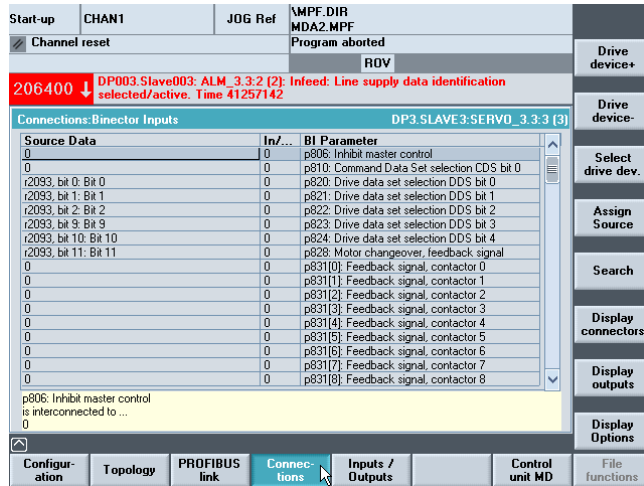 Start-up CHAN1 JOG Ref \MPF.DIR
MDA2.MPF
Channel reset Program aborted
ROV
206400 DP003.Slave003: ALM_3.3:2 (2): Infeed: Line supply data identification
selected/active. Time 41257142
Connections:Binector Inputs DP3.SLAVE3:SERVO_3.3:3 (3)
Source Data In/... BI Parameter
0 0 p806: Inhibit master control
0 0 p810: Command Data Set selection CDS bit 0
r2093, bit 0: Bit 0 0 p820: Drive data set selection DDS bit 0
r2093, bit 1: Bit 1 0 p821: Drive data set selection DDS bit 1
r2093, bit 2: Bit 2 0 p822: Drive data set selection DDS bit 2
r2093, bit 9: Bit 9 0 p823: Drive data set selection DDS bit 3
r2093, bit 10: Bit 10 0 p824: Drive data set selection DDS bit 4
r2093, bit 11: Bit 11 0 p828: Motor changeover, feedback signal
0 0 p831[0]: Feedback signal, contactor 0
0 0 p831[1]: Feedback signal, contactor 1
0 0 p831[2]: Feedback signal, contactor 2
0 0 p831[3]: Feedback signal, contactor 3
0 0 p831[4]: Feedback signal, contactor 4
0 0 p831[5]: Feedback signal, contactor 5
0 0 p831[6]: Feedback signal, contactor 6
0 0 p831[7]: Feedback signal, contactor 7
0 0 p831[8]: Feedback signal, contactor 8
p806: Inhibit master control
is interconnected to ...
0
Drive
device+
Drive
device-
Select
drive dev.
Assign
Source
Search
Display
connectors
Display
outputs
Display
Options
Configur-
ation
Topology
PROFIBUS
link
Connec-
tions
Inputs /
Outputs
Control
unit MD
File
functions